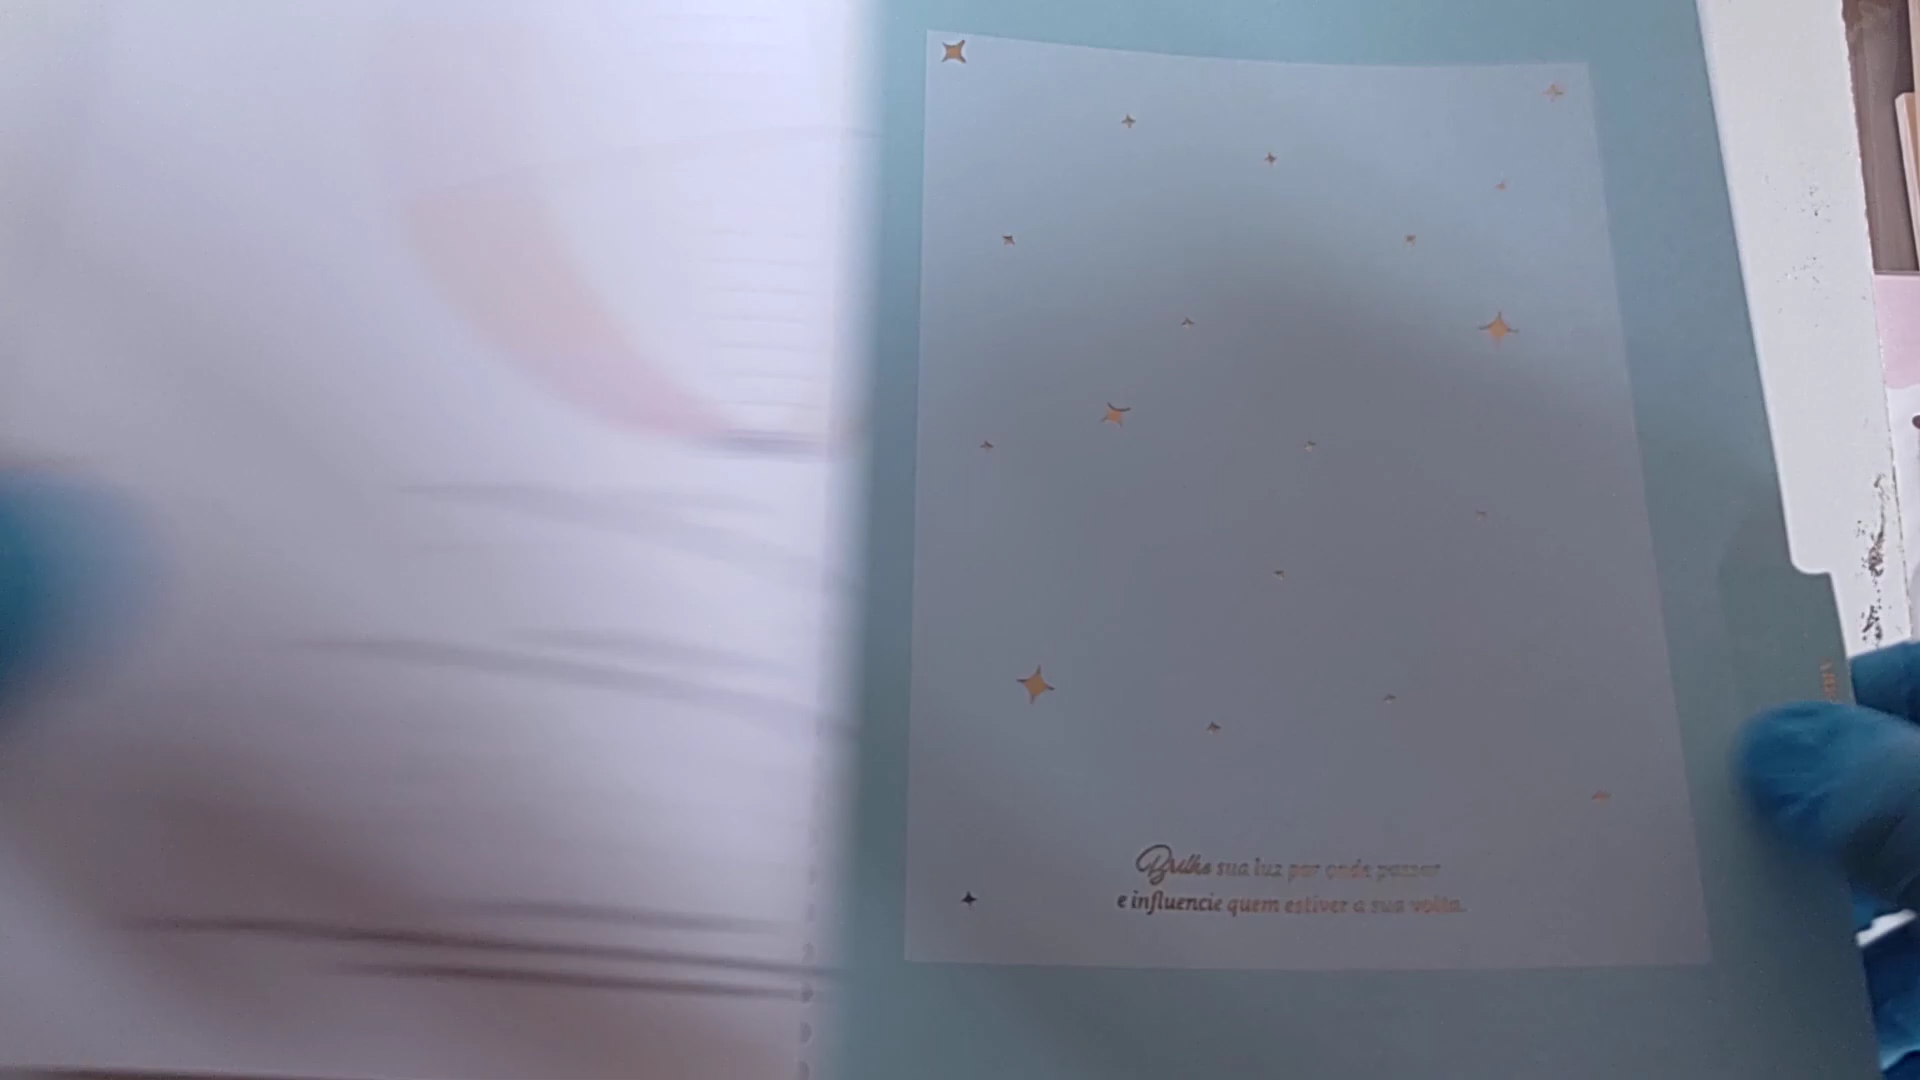 Brilhe sua luz por onde passar
e influencie quem estiver a sua volta.